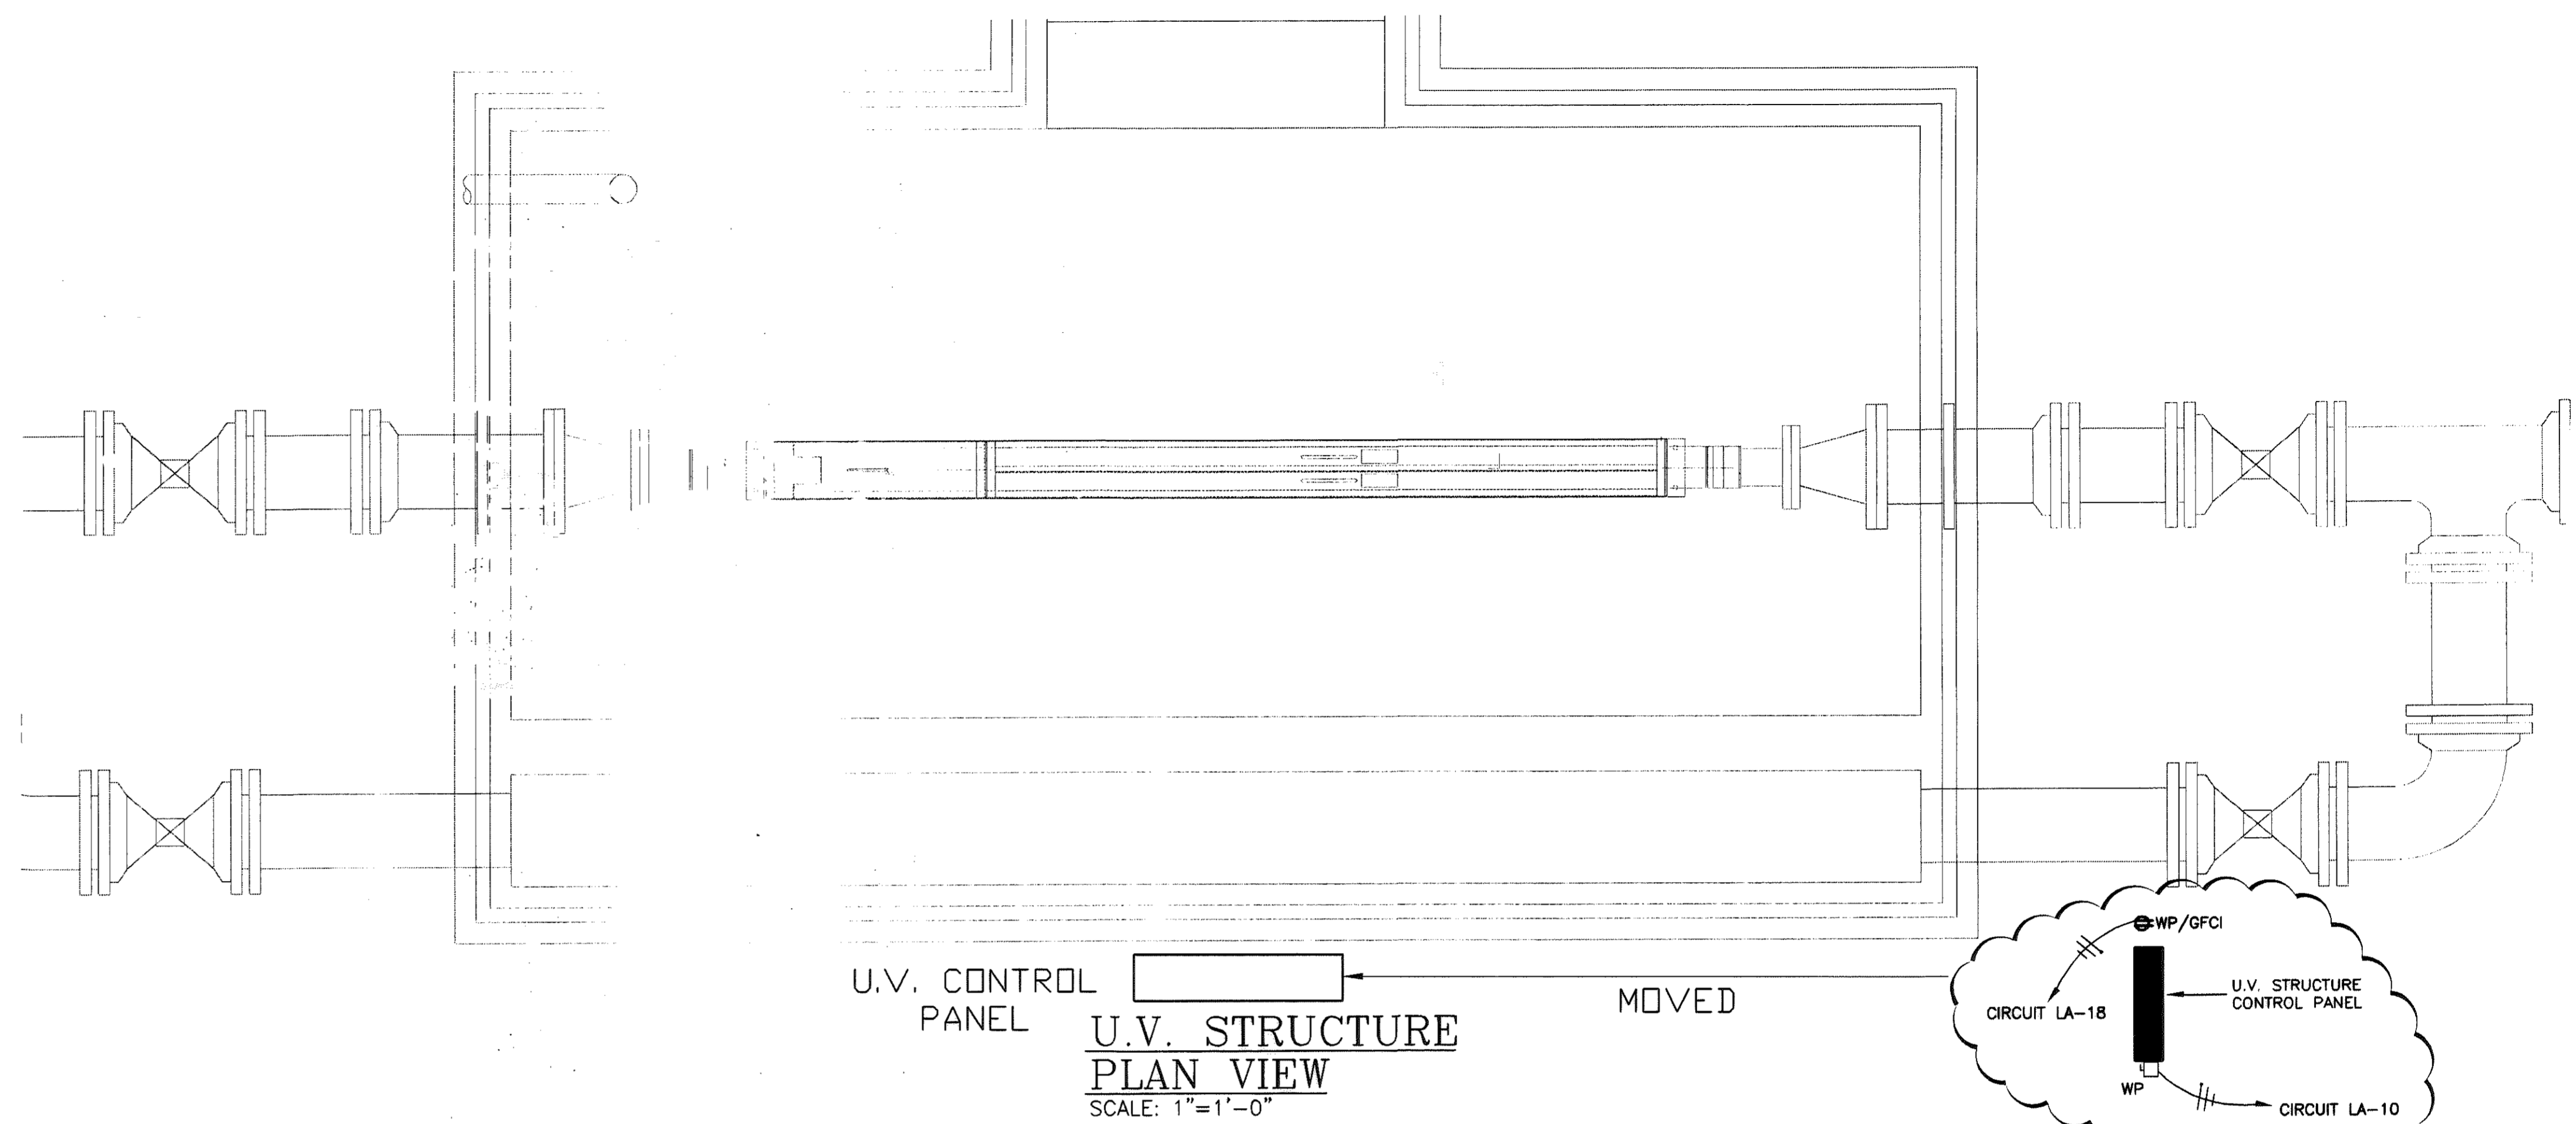 WP/GFCI
U.V. STRUCTURE
CONTROL PANEL
CIRCUIT LA-18
WP
CIRCUIT LA-10
MOVED
U.V. CONTROL
PANEL
U.V. STRUCTURE
PLAN VIEW
SCALE: 1"=1'-0"